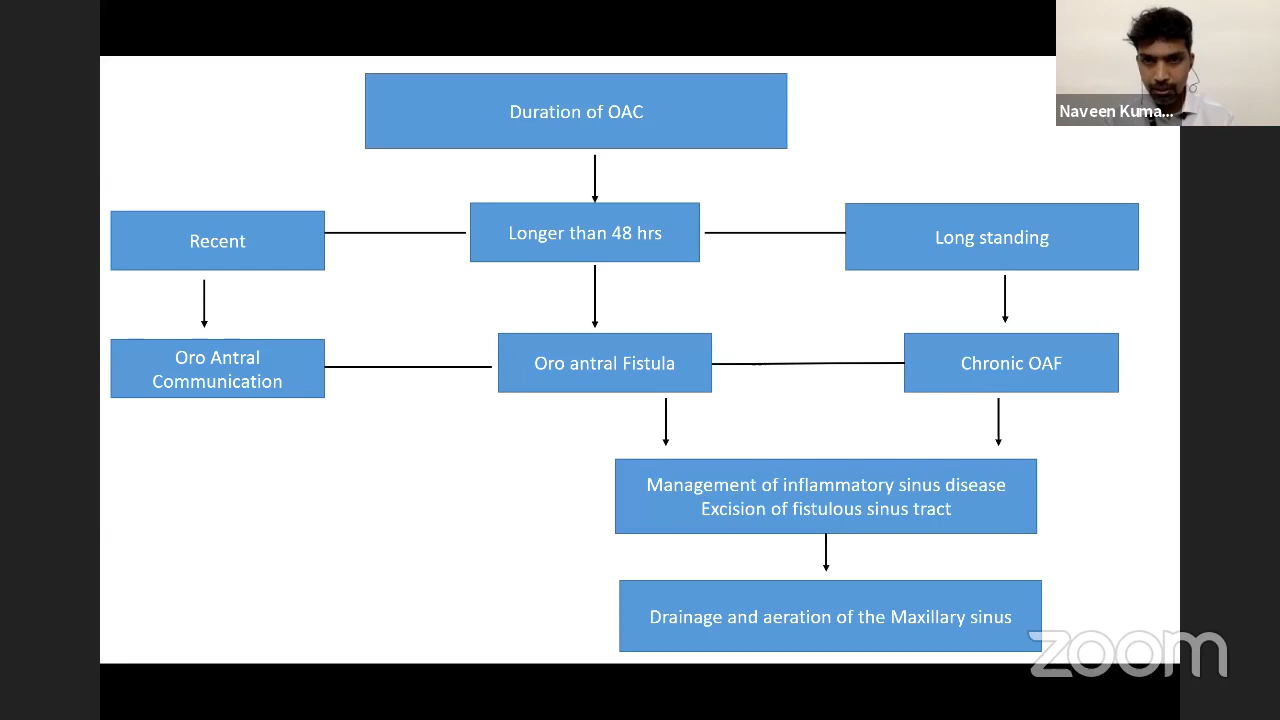 Duration of OAC
Naveen Kuma...
Recent
Longer than 48 hrs
Long standing
Oro Antral
Communication
Oro antral Fistula
Chronic OAF
Management of inflammatory sinus disease
Excision of fistulous sinus tract
Drainage and aeration of the Maxillary sinus
zoom